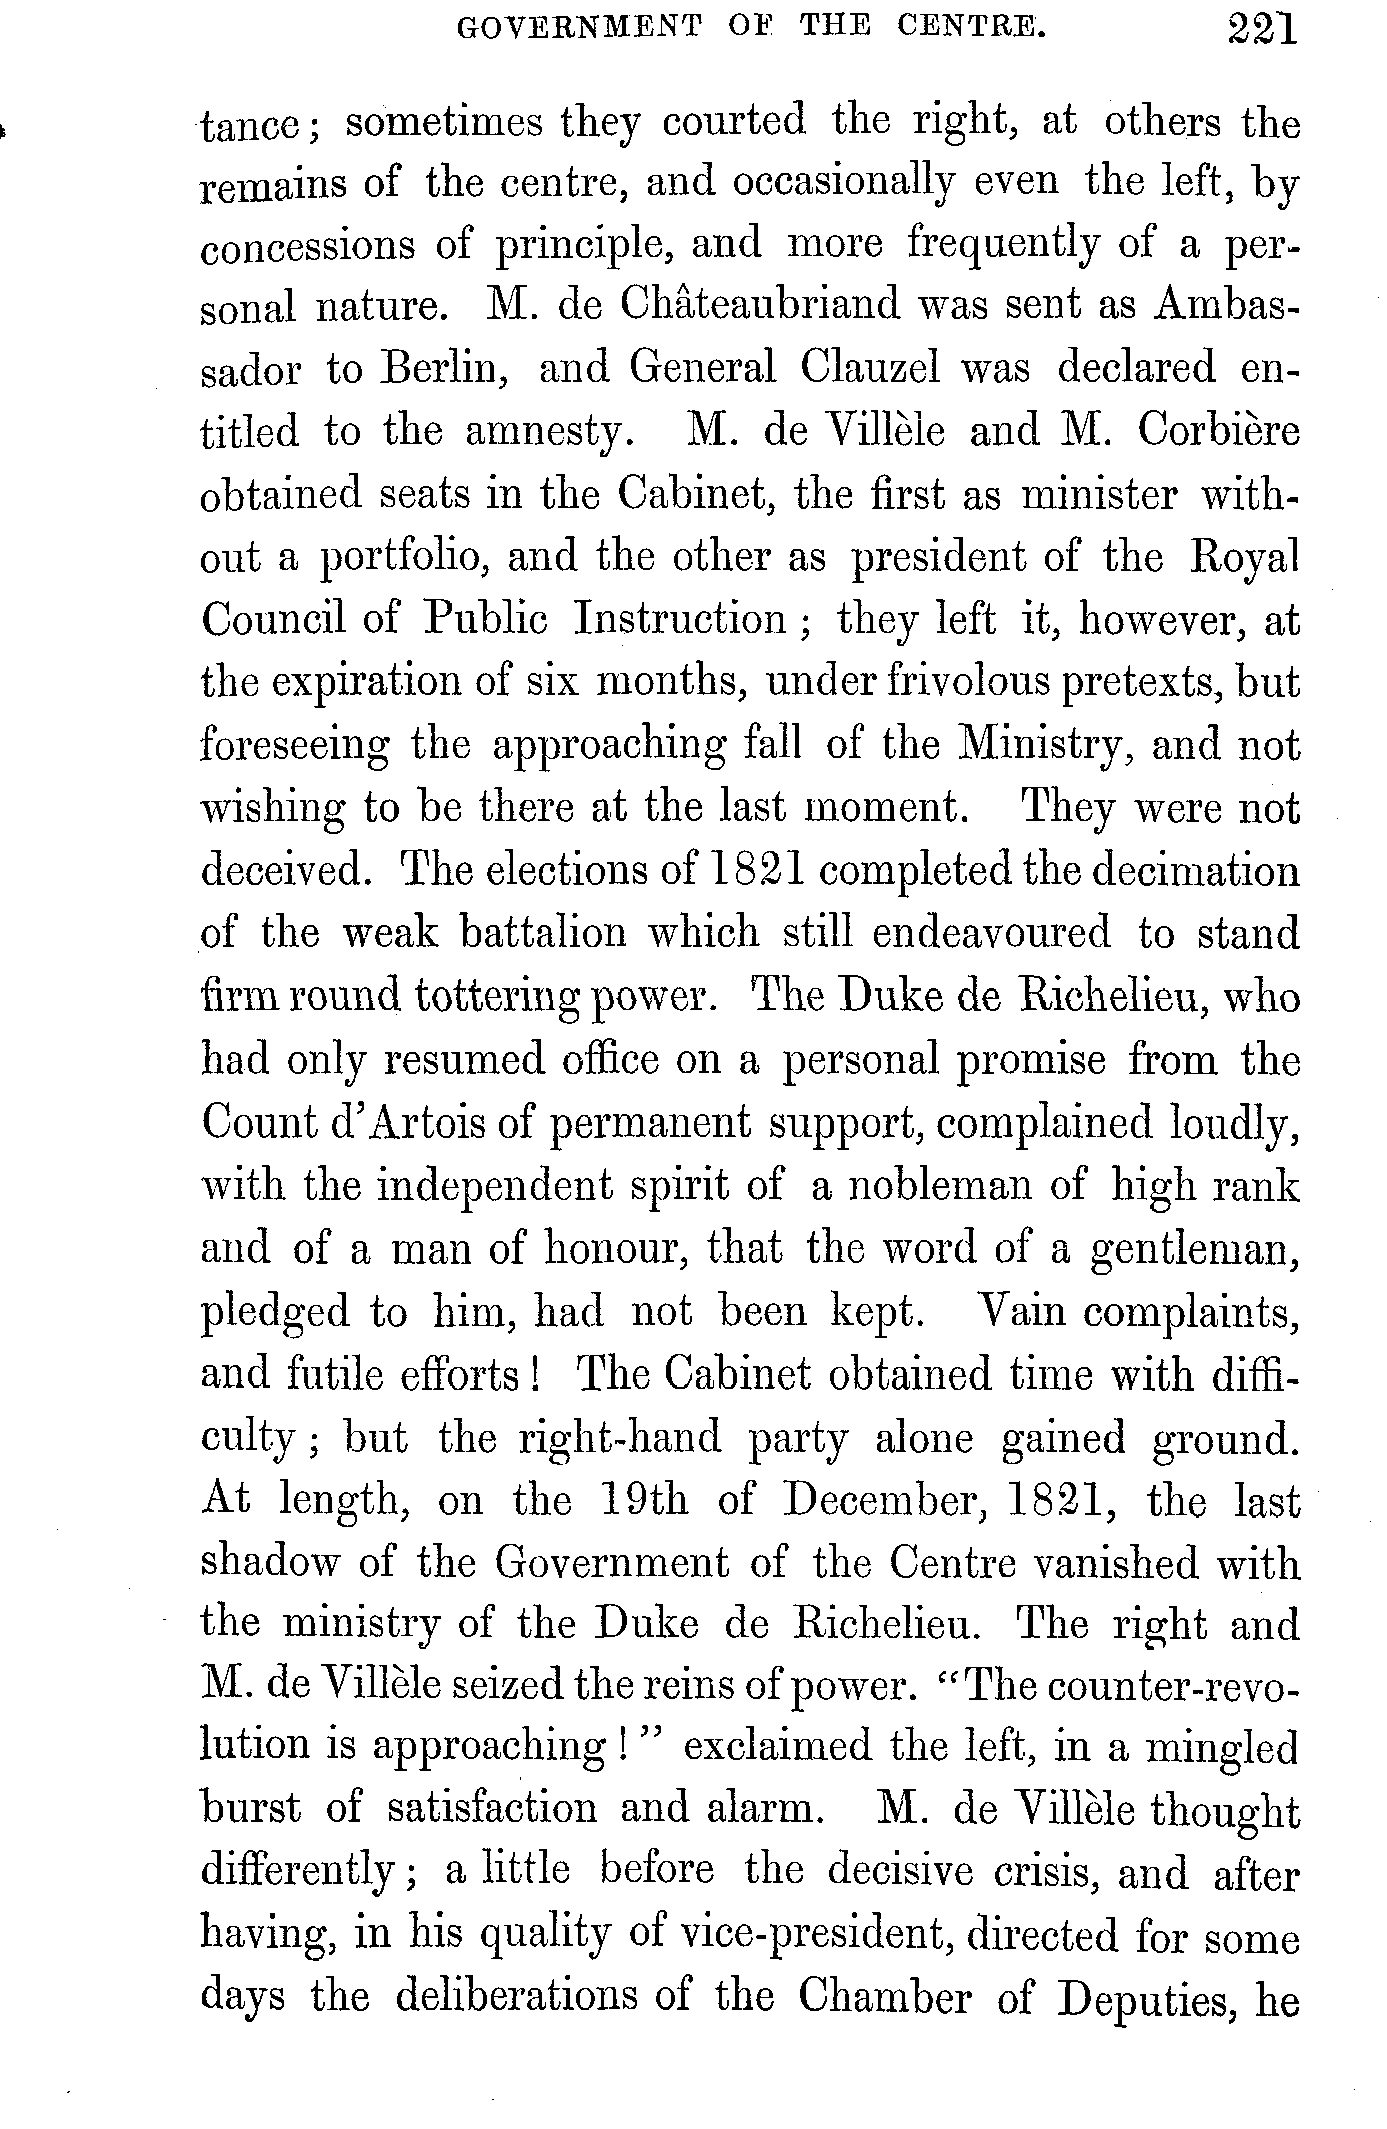 GOVERNMENT OF THE CENTRE. 221
tance; sometimes they courted the right, at others the
remains of the centre, and occasionally even the left, by
concessions of principle, and more frequently of a per-
sonal nature. M. de Châteaubriand was sent as Ambas-
sador to Berlin, and General Clauzel was declared en-
titled to the amnesty. M. de Villèle and M. Corbière
obtained seats in the Cabinet, the first as minister with-
out a portfolio, and the other as president of the Royal
Council of Public Instruction; they left it, however, at
the expiration of six months, under frivolous pretexts, but
foreseeing the approaching fall of the Ministry, and not
wishing to be there at the last moment. They were not
deceived. The elections of 1821 completed the decimation
of the weak battalion which still endeavoured to stand
firm round tottering power. The Duke de Richelieu, who
had only resumed office on a personal promise from the
Count d'Artois of permanent support, complained loudly,
with the independent spirit of a nobleman of high rank
and of a man of honour, that the word of a gentleman,
pledged to him, had not been kept. Vain complaints,
and futile efforts! The Cabinet obtained time with diffi-
culty; but the right-hand party alone gained ground.
At length, on the 19th of December, 1821, the last
shadow of the Government of the Centre vanished with
the ministry of the Duke de Richelieu. The right and
M. de Villèle seized the reins of power. "The counter-revo-
lution is approaching!" exclaimed the left, in a mingled
burst of satisfaction and alarm. M. de Villèle thought
differently; a little before the decisive crisis, and after
having, in his quality of vice-president, directed for some
days the deliberations of the Chamber of Deputies, he